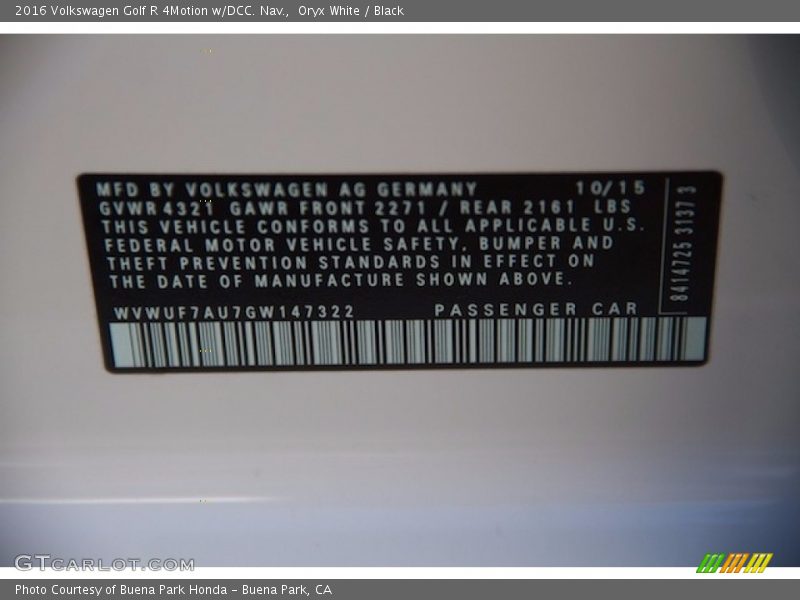 2016 Volkswagen Golf R 4Motion w/DCC. Nav.,  Oryx White / Black
MFD BY VOLKSWAGEN AG GERMANY 10/15
GVWR 4321 GAWR FRONT 2271 / REAR 2161 LBS
THIS VEHICLE CONFORMS TO ALL APPLICABLE U.S.
FEDERAL MOTOR VEHICLE SAFETY, BUMPER AND
THEFT PREVENTION STANDARDS IN EFFECT ON
THE DATE OF MANUFACTURE SHOWN ABOVE.
WVWUF7AU7GW147322 PASSENGER CAR
8414725 3137 3
GTCARLOT.COM
Photo Courtesy of Buena Park Honda - Buena Park, CA